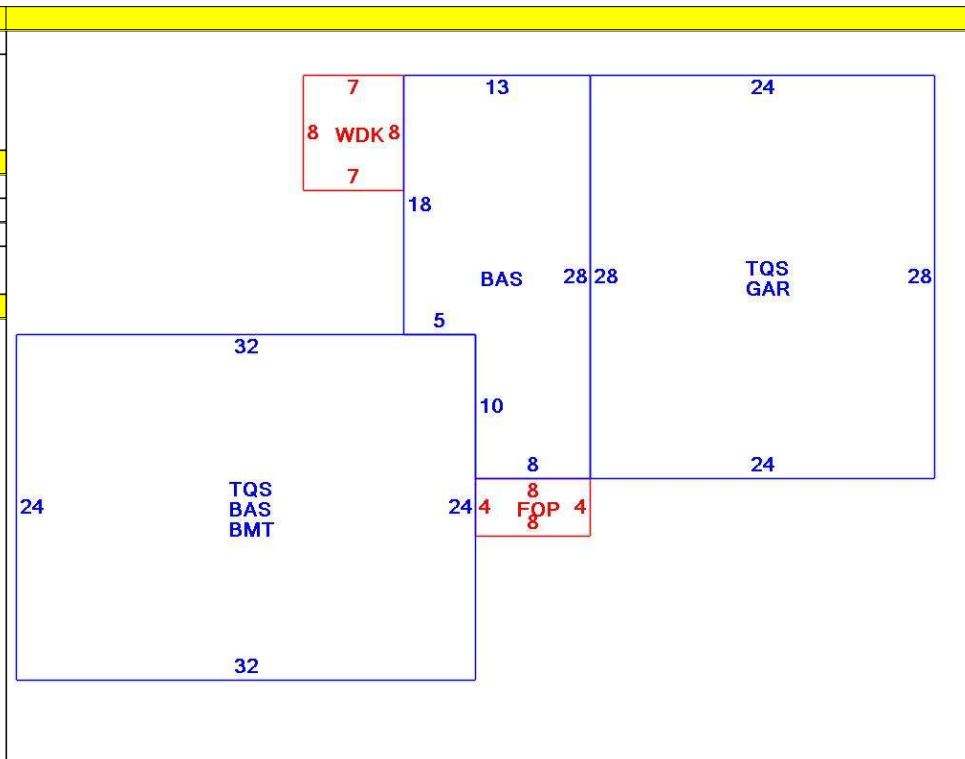 7 13 24
8 WDK 8
7
18
BAS 28 28 TQS 28
GAR
5
32
10
8 24
24 TQS 24 4 8 4
BAS FOP
BMT 8
32